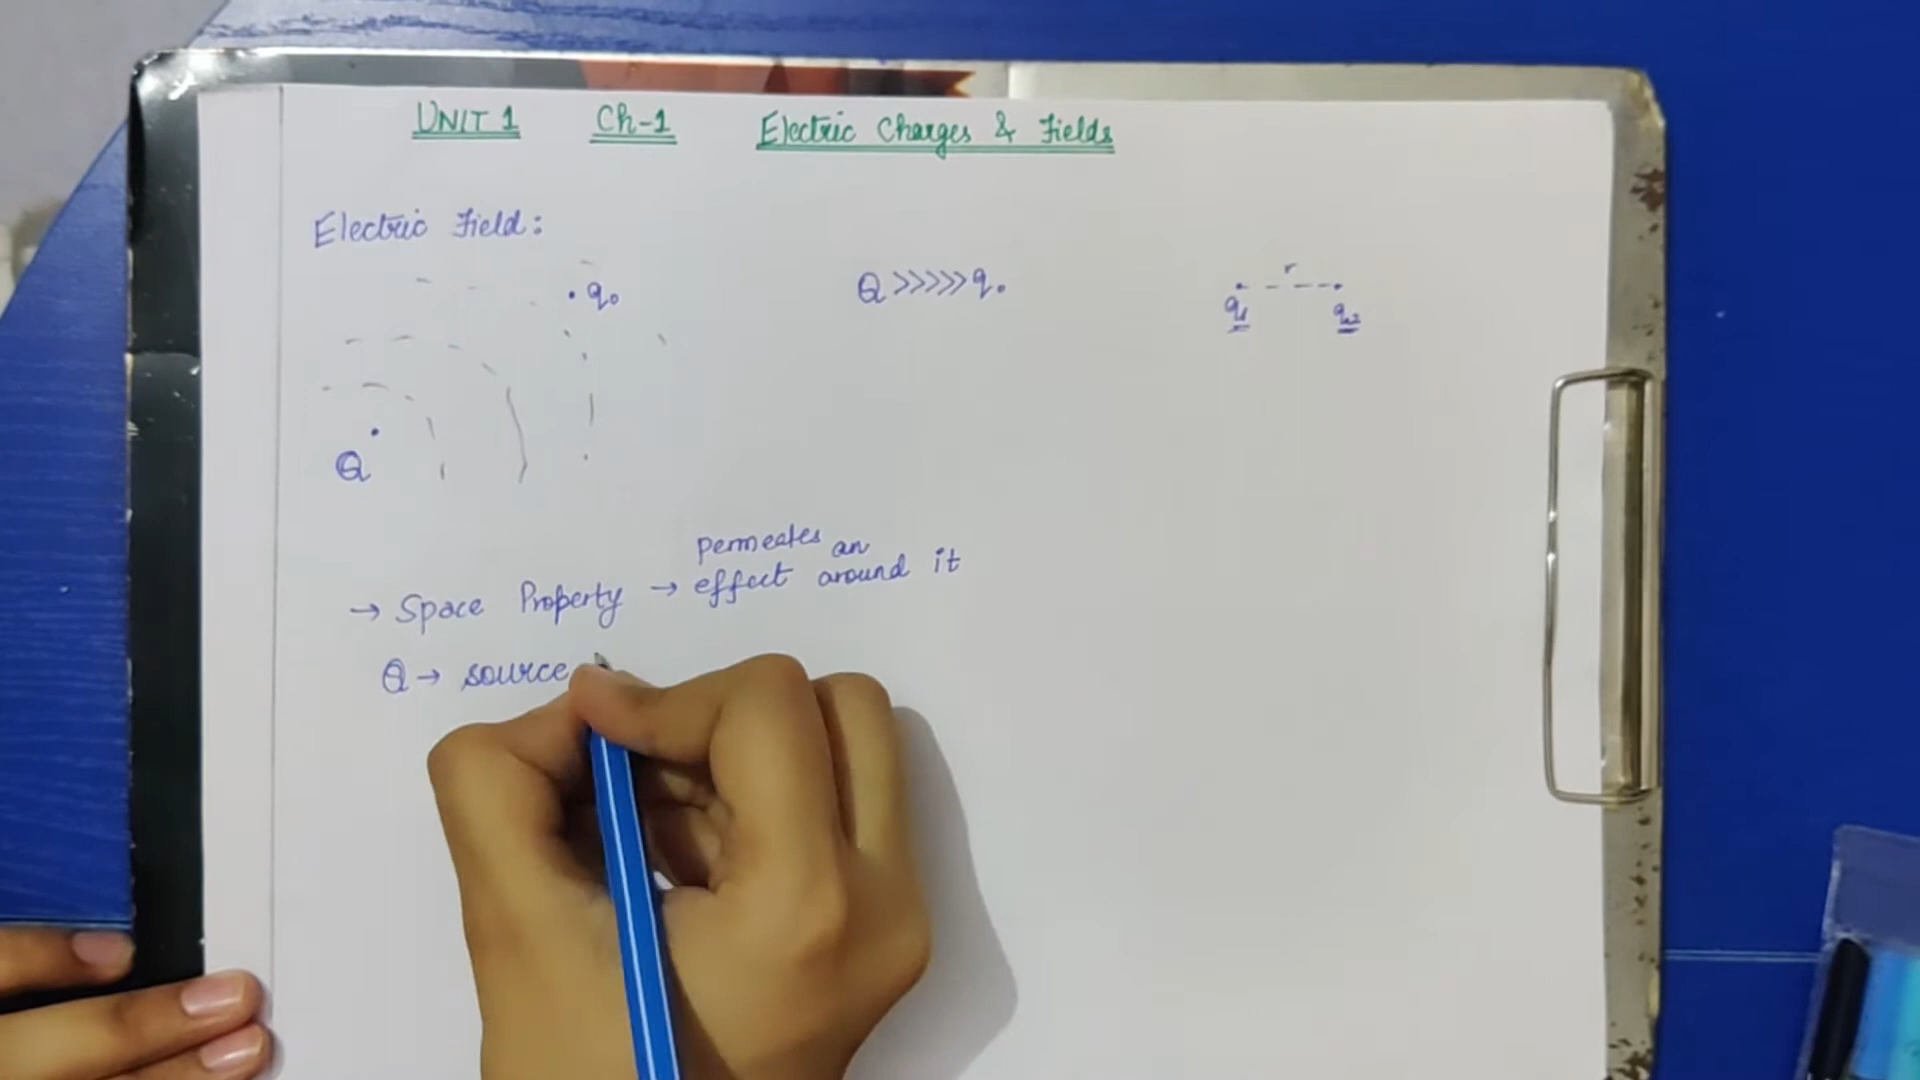 UNIT 1 Ch-1 Electric Charges & Fields
Electric Field:
q₀
Q >>>>> q₀
r
q₁ q₂
Q
→ Space Property → permeates an
effect around it
Q → source